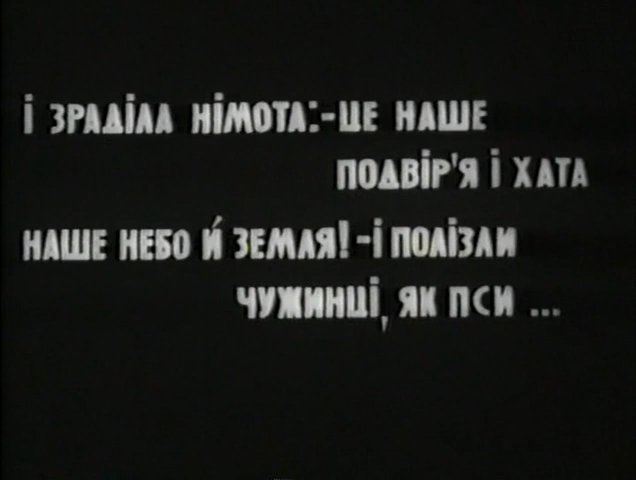 І ЗРАДІЛА НІМОТА:-ЦЕ НАШЕ
ПОДВІР'Я І ХАТА
НАШЕ НЕБО Й ЗЕМЛЯ!-І ПОЛІЗЛИ
ЧУЖИНЦІ, ЯК ПСИ ...